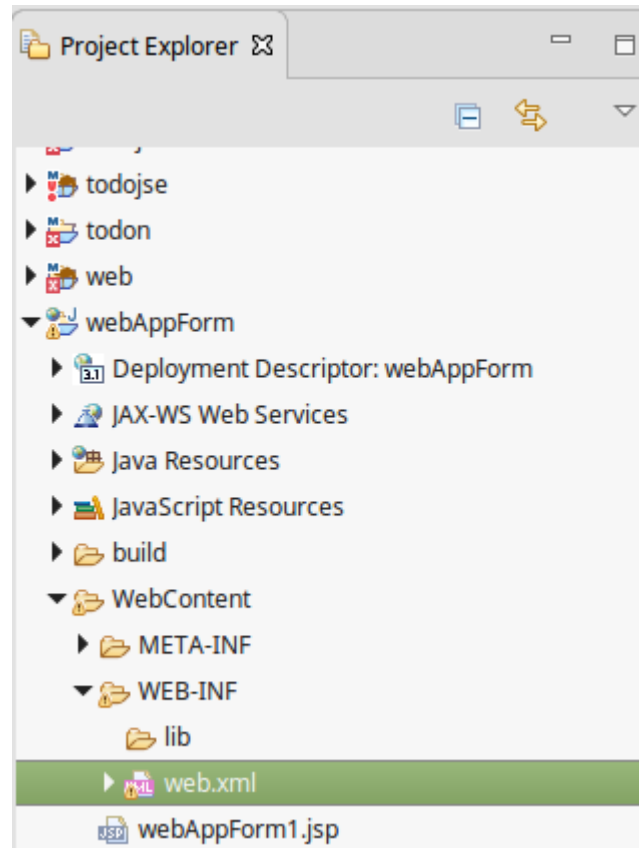 Project Explorer
todojse
todon
web
webAppForm
Deployment Descriptor: webAppForm
JAX-WS Web Services
Java Resources
JavaScript Resources
build
WebContent
META-INF
WEB-INF
lib
web.xml
webAppForm1.jsp